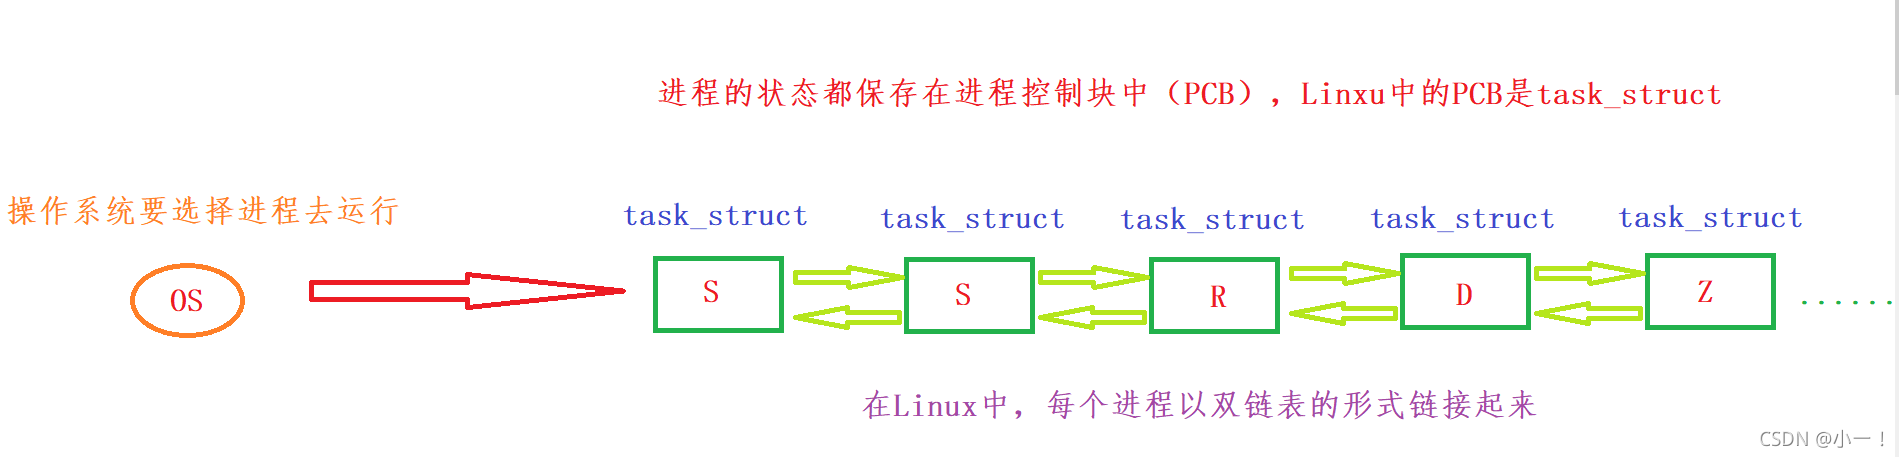 进程的状态都保存在进程控制块中（PCB），Linxu中的PCB是task_struct
操作系统要选择进程去运行
task_struct task_struct task_struct task_struct task_struct
OS S S R D Z ......
在Linux中，每个进程以双链表的形式链接起来
CSDN @小一！